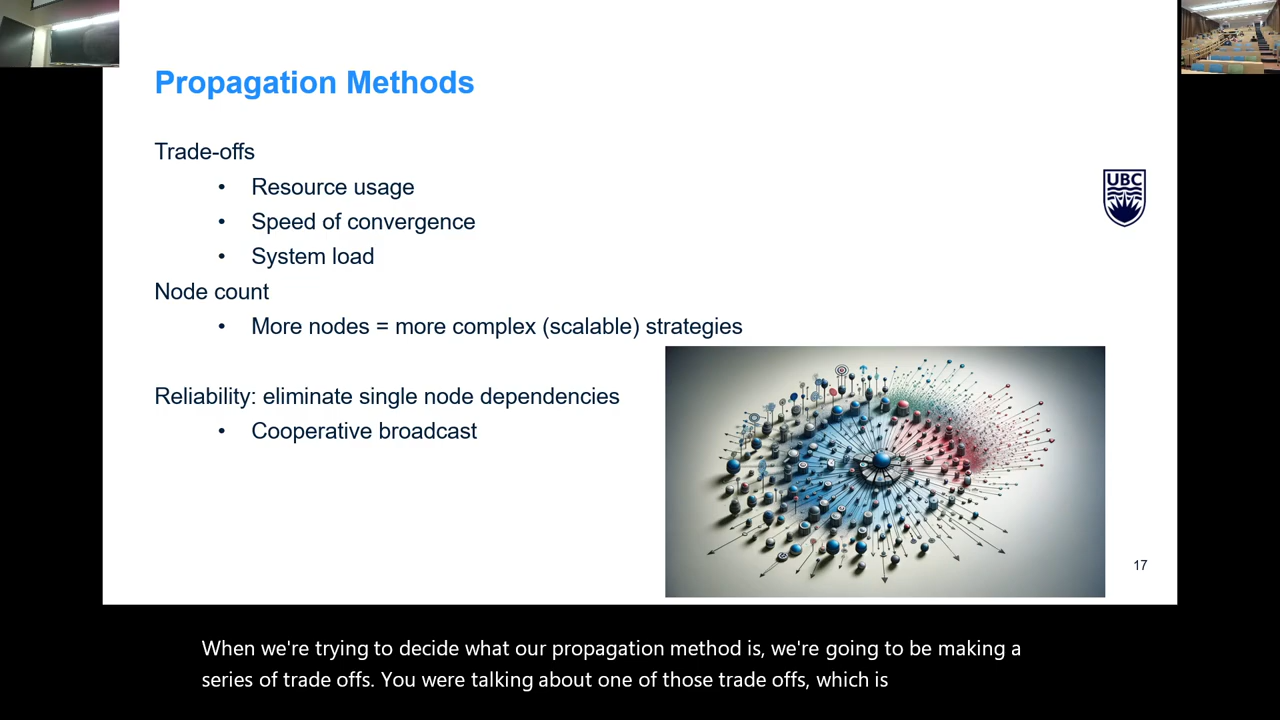 Propagation Methods
Trade-offs
• Resource usage
• Speed of convergence
• System load
UBC
Node count
• More nodes = more complex (scalable) strategies
Reliability: eliminate single node dependencies
• Cooperative broadcast
17
When we're trying to decide what our propagation method is, we're going to be making a
series of trade offs. You were talking about one of those trade offs, which is